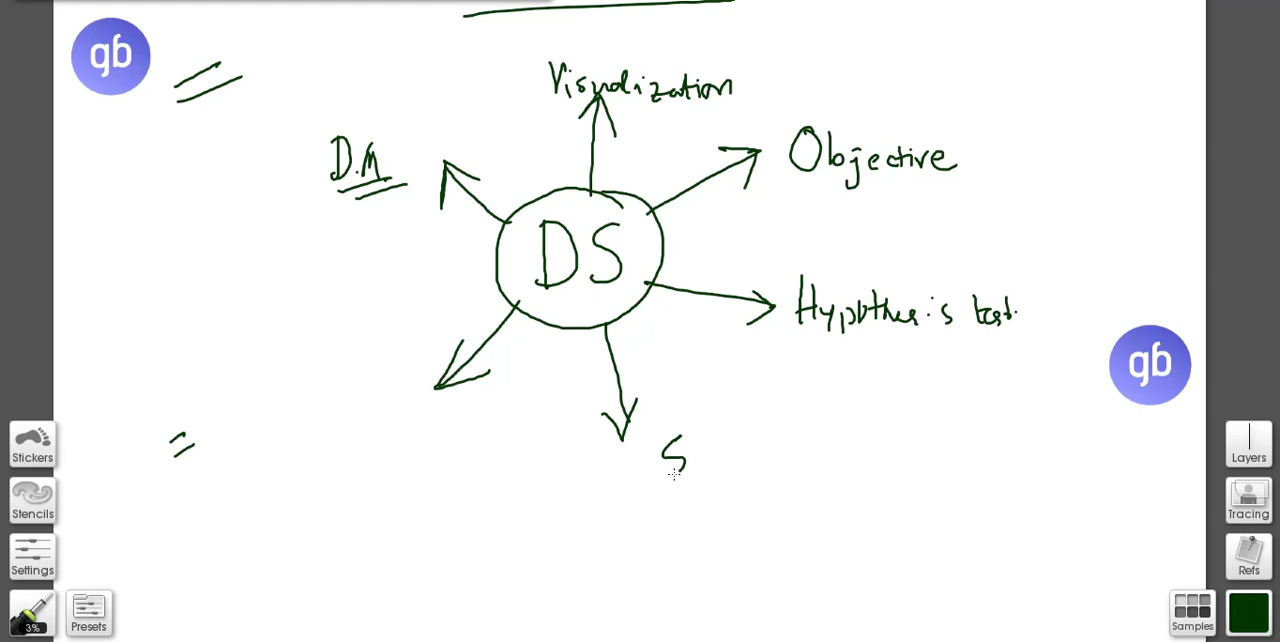 gb
Visualization
D.M
Objective
DS
Hypothesis test.
gb
S
Stickers
Stencils
Settings
3%
Presets
Layers
Tracing
Refs
Samples